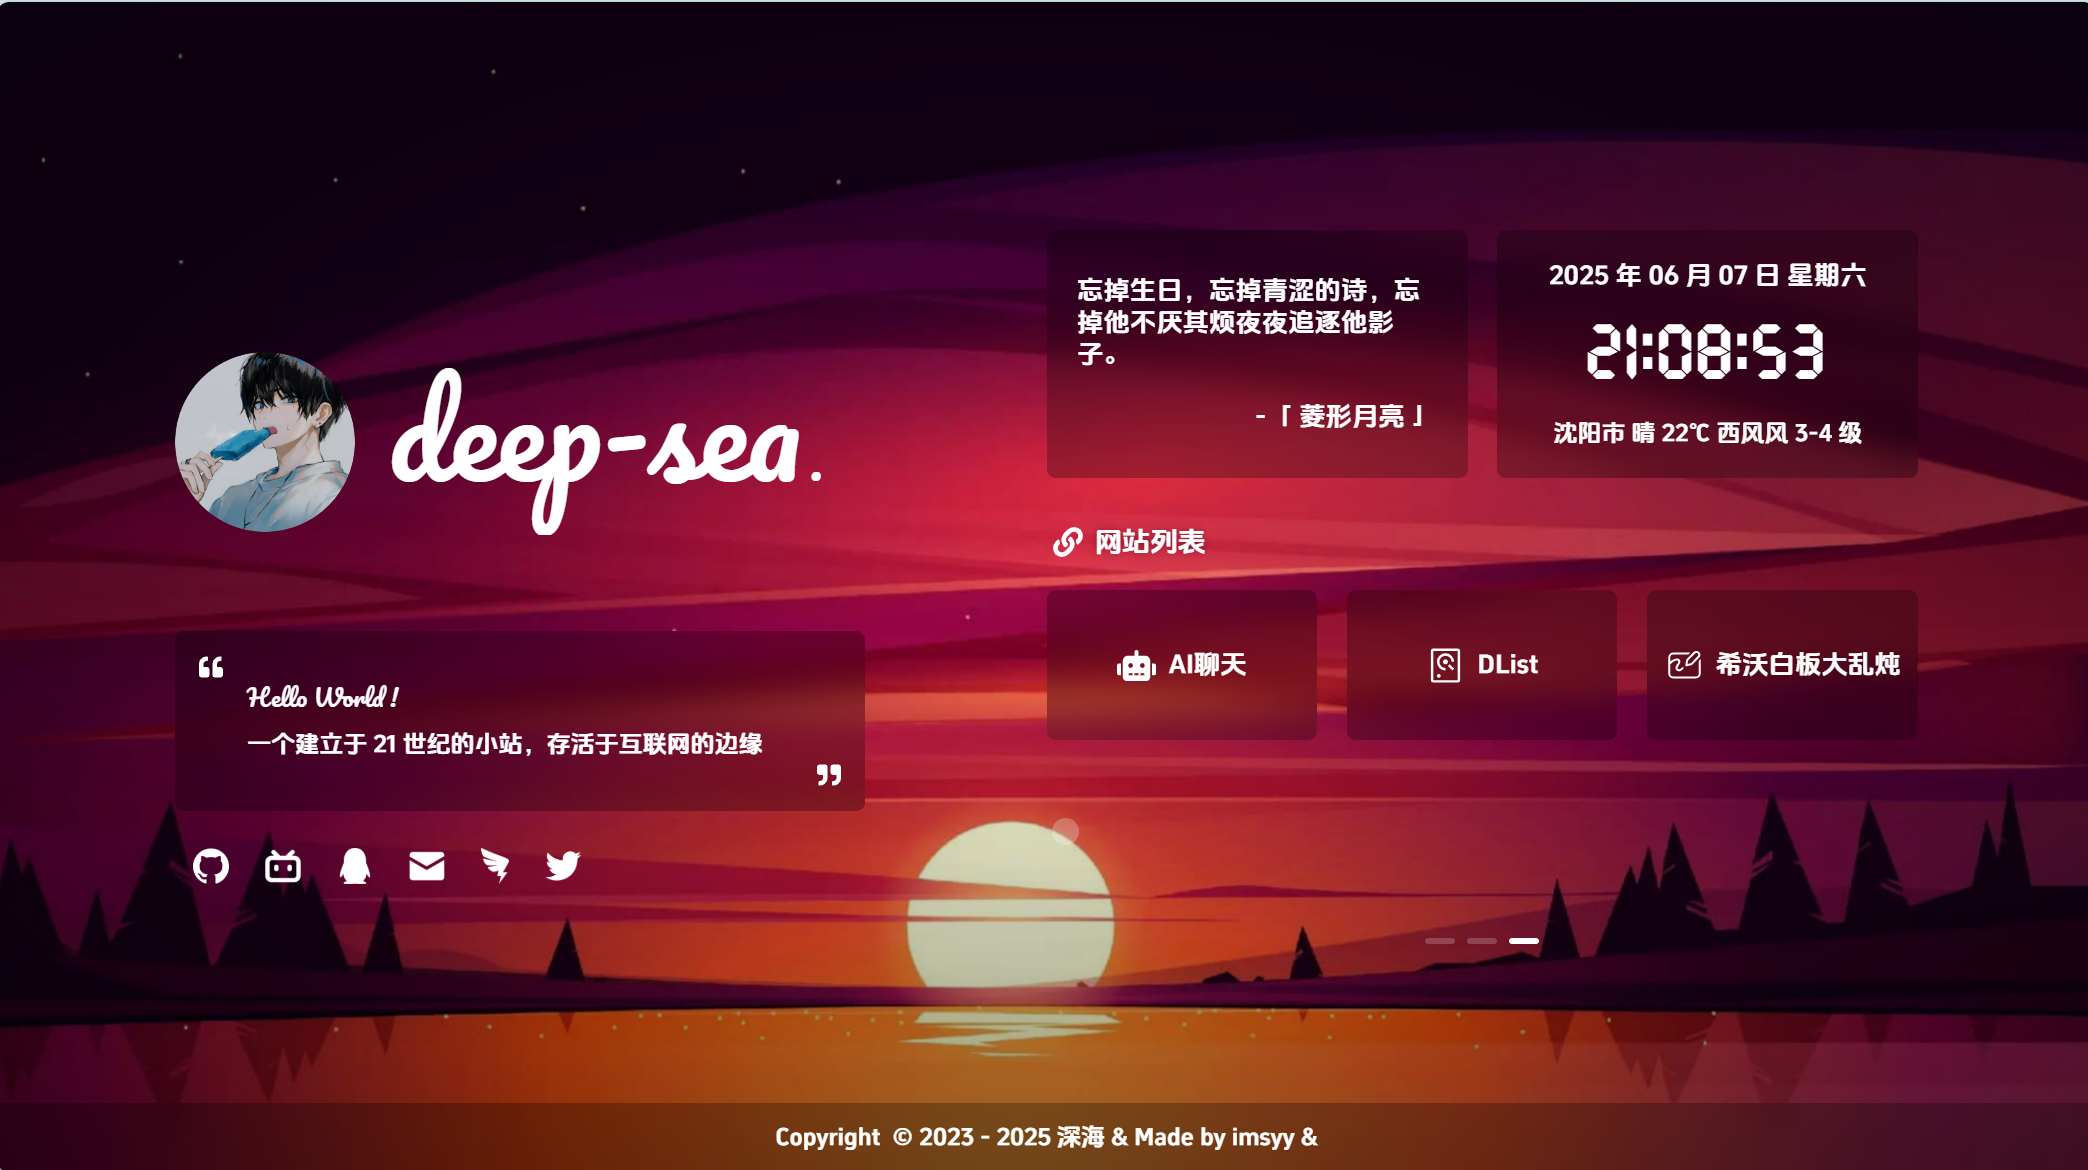 deep-sea.
Hello World !
一个建立于 21 世纪的小站，存活于互联网的边缘
忘掉生日，忘掉青涩的诗，忘
掉他不厌其烦夜夜追逐他影
子。
-「 菱形月亮 」
2025 年 06 月 07 日 星期六
21:08:53
沈阳市 晴 22℃ 西风风 3-4 级
网站列表
AI聊天
DList
希沃白板大乱炖
Copyright © 2023 - 2025 深海 & Made by imsyy &